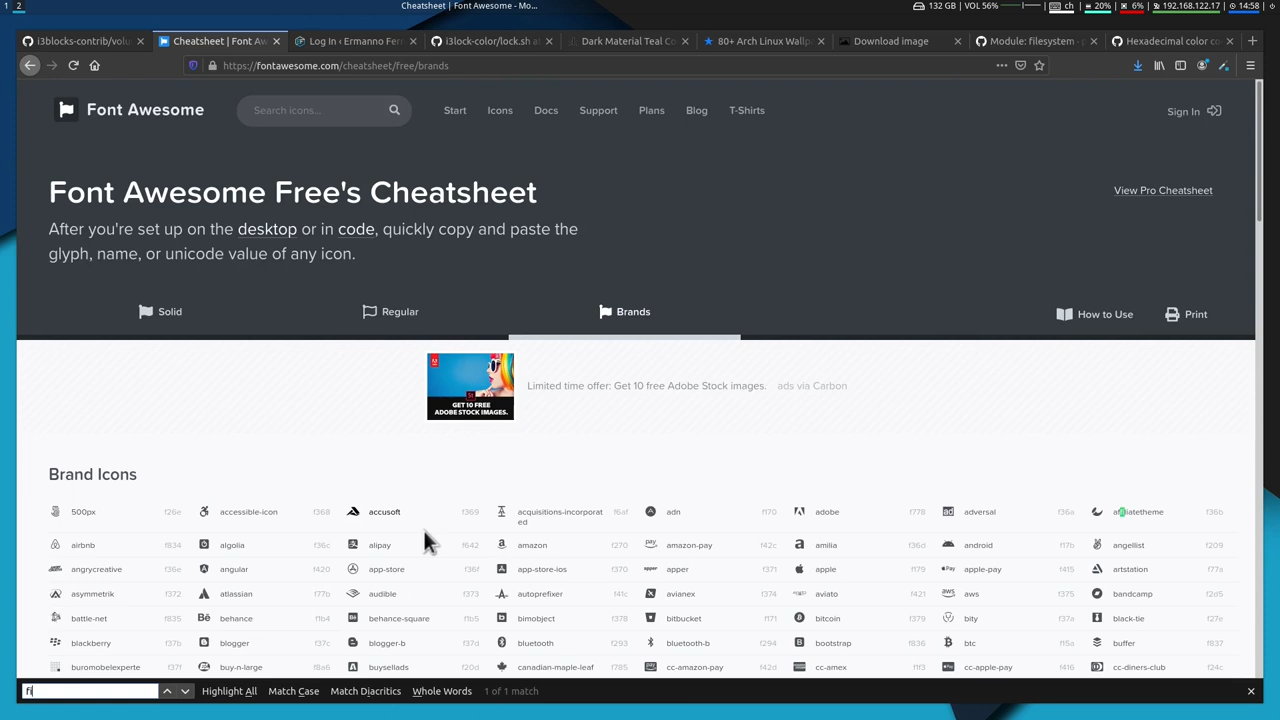 1 2 Cheatsheet | Font Awesome - Mo... 132 GB VOL 56% ch 20% 6% 192.168.122.17 14:58
i3blocks-contrib/volu Cheatsheet | Font Aw Log In ‹ Ermanno Ferr i3lock-color/lock.sh at Dark Material Teal Co 80+ Arch Linux Wallp Download image Module: filesystem · p Hexadecimal color co
https://fontawesome.com/cheatsheet/free/brands
Font Awesome Search icons... Start Icons Docs Support Plans Blog T-Shirts Sign In
Font Awesome Free's Cheatsheet View Pro Cheatsheet
After you're set up on the desktop or in code, quickly copy and paste the
glyph, name, or unicode value of any icon.
Solid Regular Brands How to Use Print
Limited time offer: Get 10 free Adobe Stock images. ads via Carbon
GET 10 FREE
ADOBE STOCK IMAGES.
Brand Icons
500px f26e accessible-icon f368 accusoft f369 acquisitions-incorporat f6af adn f170 adobe f778 adversal f36a affiliatetheme f36b
ed
airbnb f834 algolia f36c alipay f642 amazon f270 amazon-pay f42c amilia f36d android f17b angellist f209
angrycreative f36e angular f420 app-store f36f app-store-ios f370 apper f371 apple f179 apple-pay f415 artstation f77a
asymmetrik f372 atlassian f77b audible f373 autoprefixer f41c avianex f374 aviato f421 aws f375 bandcamp f2d5
battle-net f835 behance f1b4 behance-square f1b5 bimobject f378 bitbucket f171 bitcoin f379 bity f37a black-tie f27e
blackberry f37b blogger f37c blogger-b f37d bluetooth f293 bluetooth-b f294 bootstrap f836 btc f15a buffer f837
buromobelexperte f37f buy-n-large f8a6 buysellads f20d canadian-maple-leaf f785 cc-amazon-pay f42d cc-amex f1f3 cc-apple-pay f416 cc-diners-club f24c
fi Highlight All Match Case Match Diacritics Whole Words 1 of 1 match